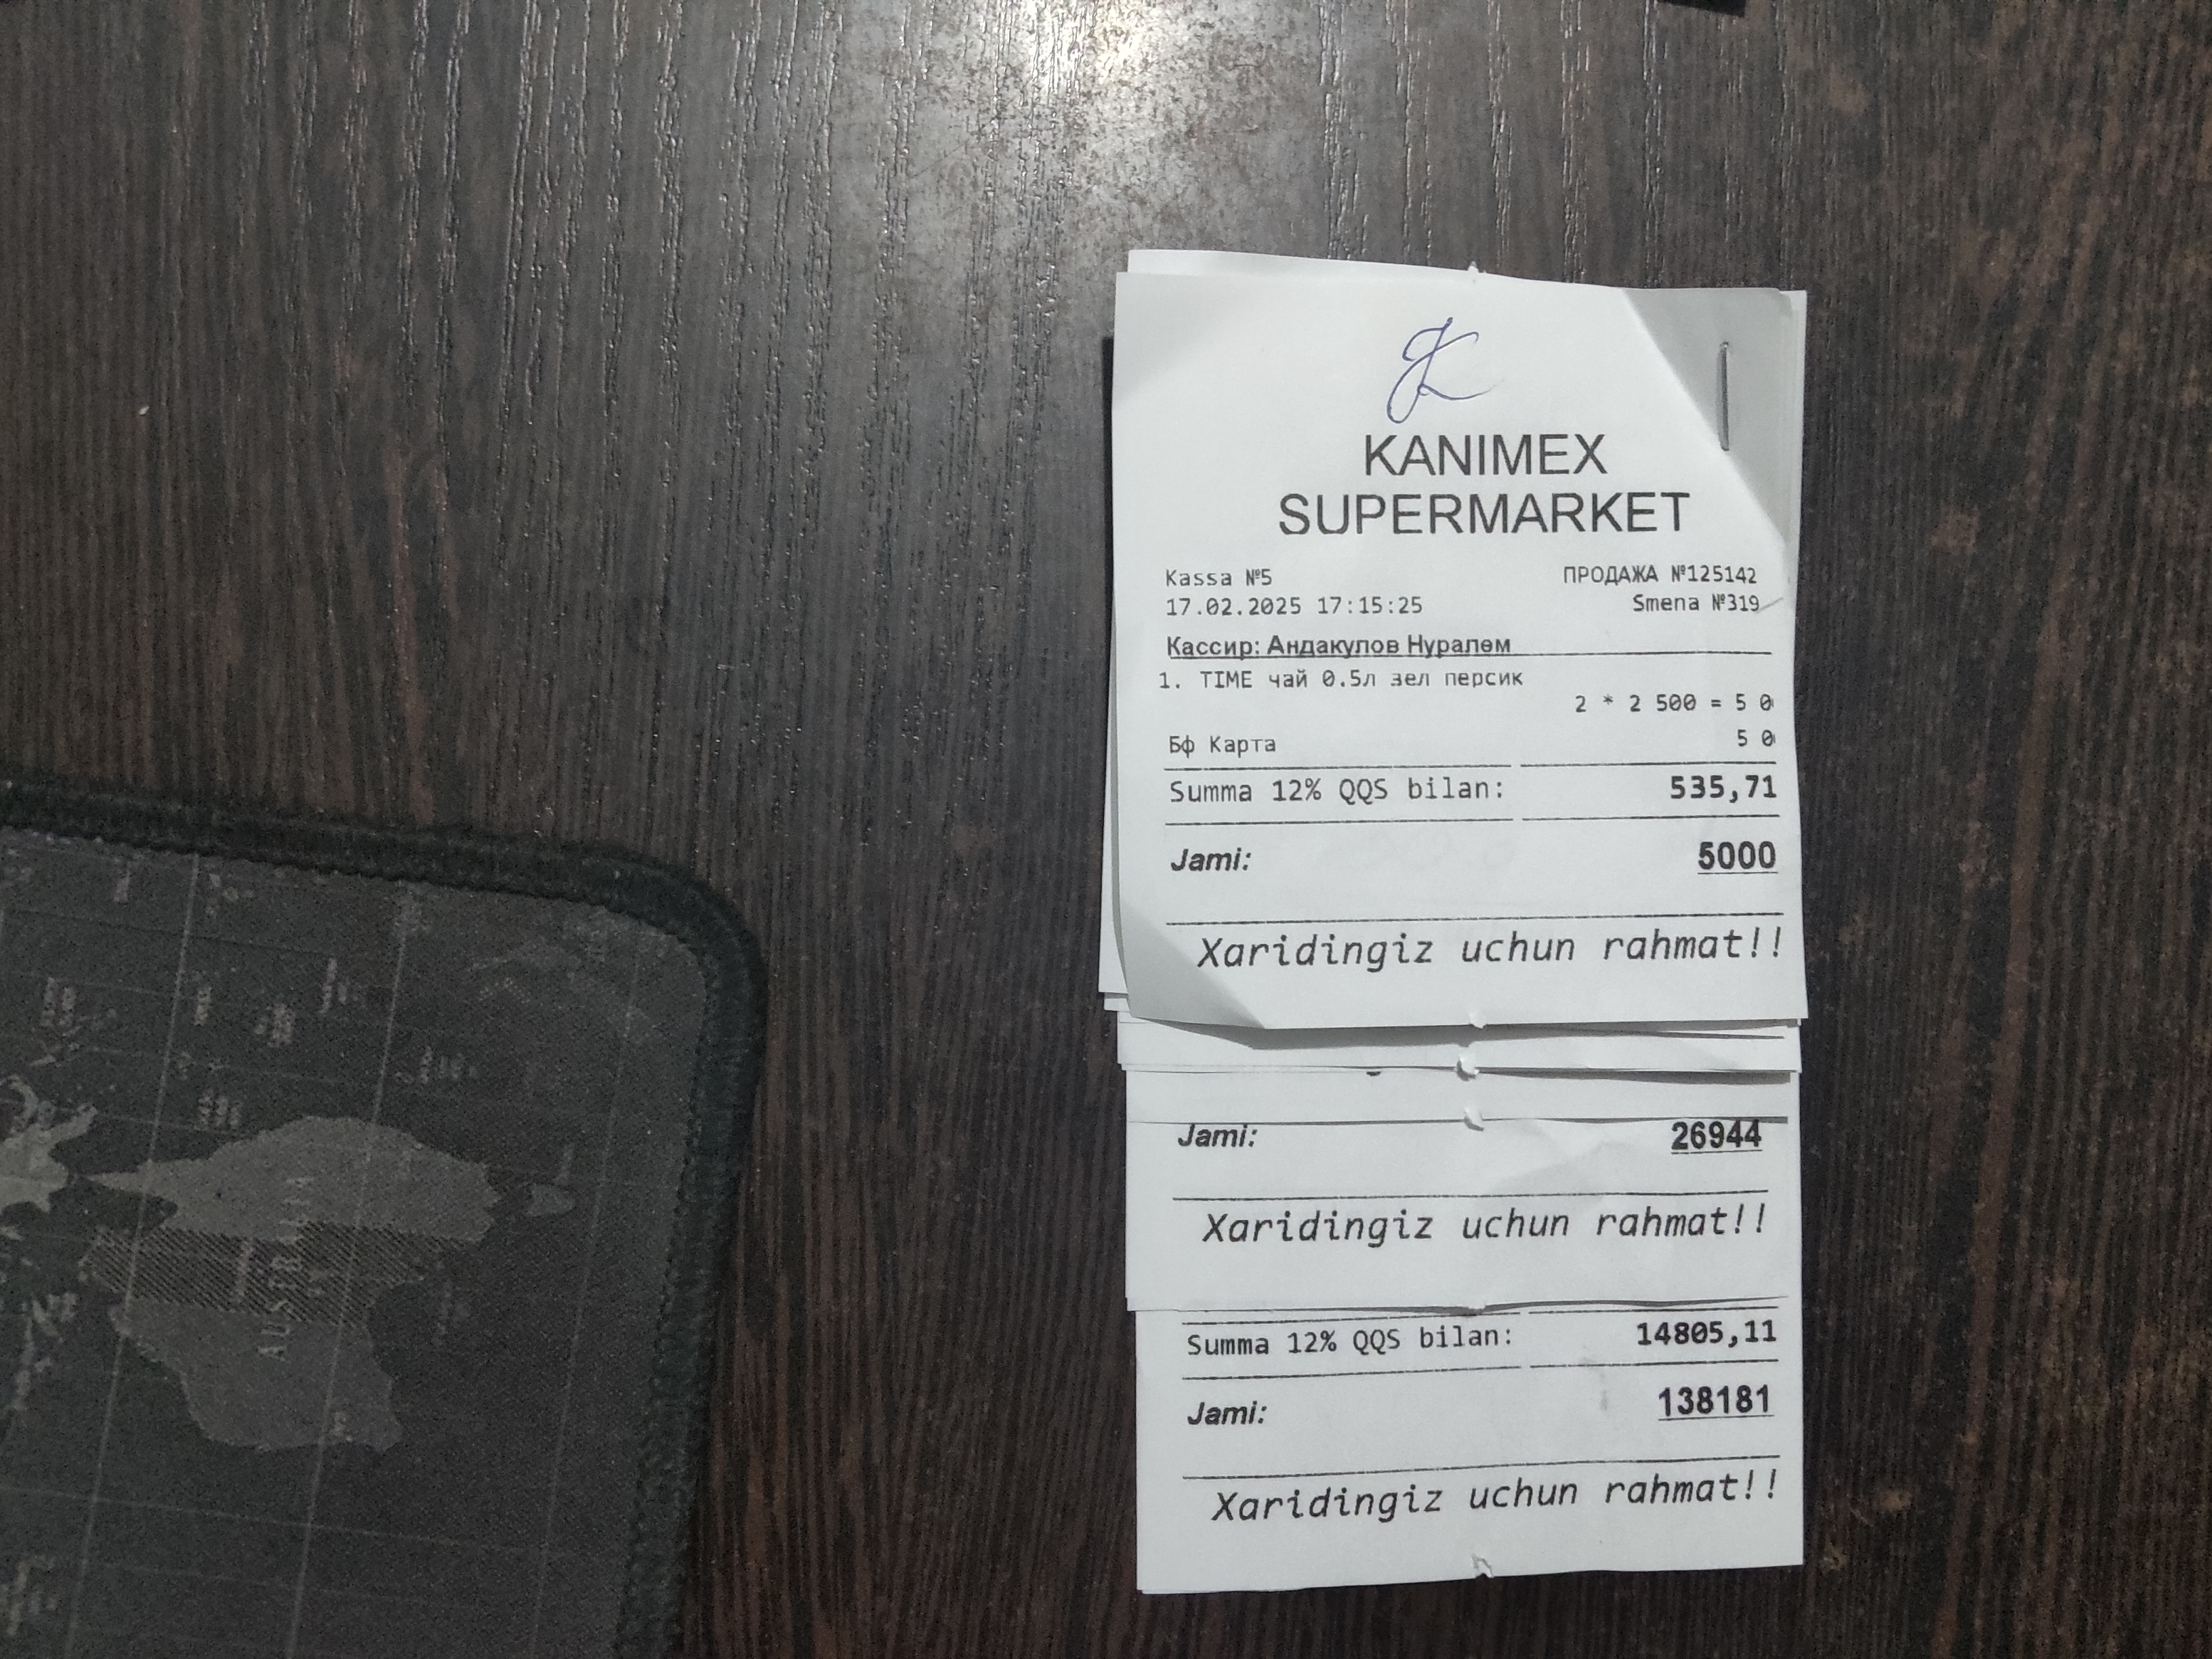 KANIMEX
SUPERMARKET
Kassa №5 ПРОДАЖА №125142
17.02.2025 17:15:25 Smena №319
Кассир: Андакулов Нуралем
1. TIME чай 0.5л зел персик
2 * 2 500 = 5 0
Бф Карта 5 0
Summa 12% QQS bilan: 535,71
Jami: 5000
Xaridingiz uchun rahmat!!
Jami: 26944
Xaridingiz uchun rahmat!!
Summa 12% QQS bilan: 14805,11
Jami: 138181
Xaridingiz uchun rahmat!!
AUSTRALIA